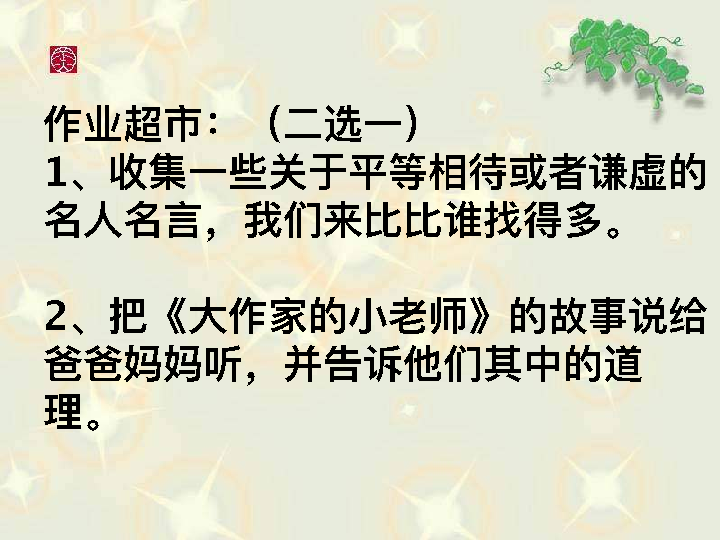 作业超市：（二选一）
1、收集一些关于平等相待或者谦虚的
名人名言，我们来比比谁找得多。
2、把《大作家的小老师》的故事说给
爸爸妈妈听，并告诉他们其中的道
理。